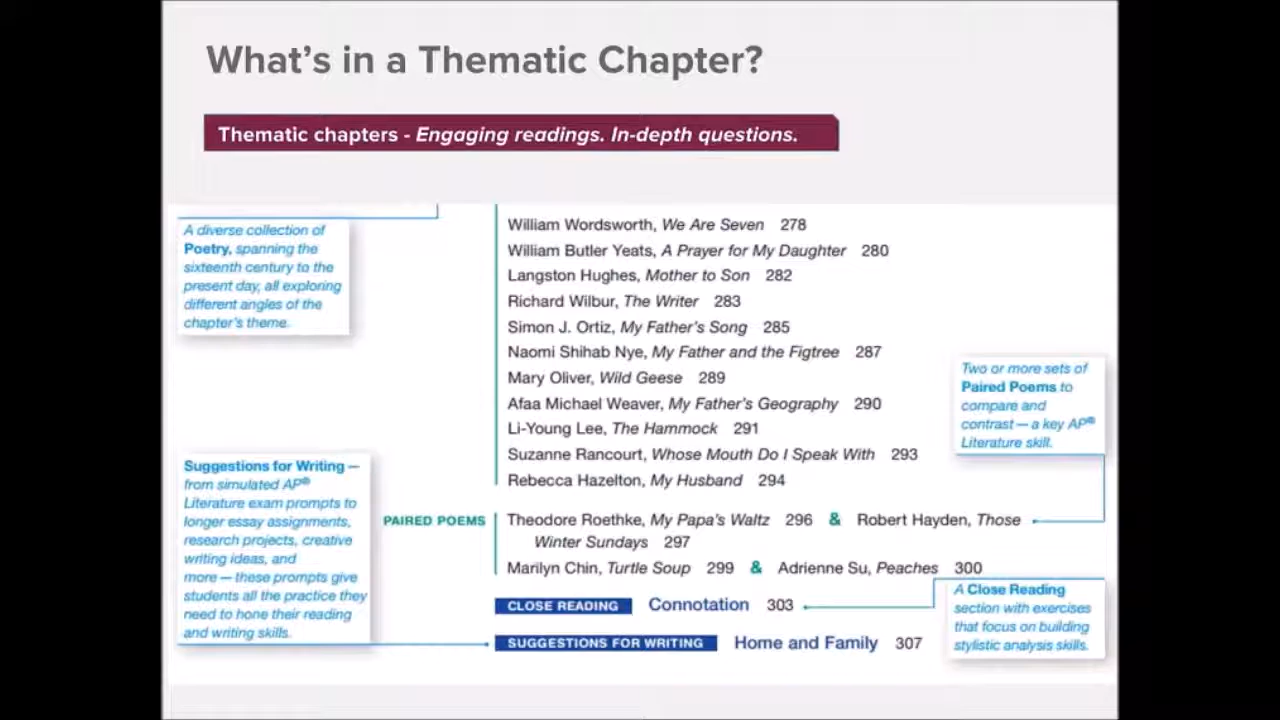 What's in a Thematic Chapter?
Thematic chapters - Engaging readings. In-depth questions.
A diverse collection of
Poetry, spanning the
sixteenth century to the
present day, all exploring
different angles of the
chapter's theme.
William Wordsworth, We Are Seven 278
William Butler Yeats, A Prayer for My Daughter 280
Langston Hughes, Mother to Son 282
Richard Wilbur, The Writer 283
Simon J. Ortiz, My Father's Song 285
Naomi Shihab Nye, My Father and the Figtree 287
Mary Oliver, Wild Geese 289
Afaa Michael Weaver, My Father's Geography 290
Li-Young Lee, The Hammock 291
Suzanne Rancourt, Whose Mouth Do I Speak With 293
Rebecca Hazelton, My Husband 294
Two or more sets of
Paired Poems to
compare and
contrast — a key AP®
Literature skill.
Suggestions for Writing —
from simulated AP®
Literature exam prompts to
longer essay assignments,
research projects, creative
writing ideas, and
more — these prompts give
students all the practice they
need to hone their reading
and writing skills.
PAIRED POEMS
Theodore Roethke, My Papa's Waltz 296 & Robert Hayden, Those
Winter Sundays 297
Marilyn Chin, Turtle Soup 299 & Adrienne Su, Peaches 300
CLOSE READING Connotation 303
SUGGESTIONS FOR WRITING Home and Family 307
A Close Reading
section with exercises
that focus on building
stylistic analysis skills.